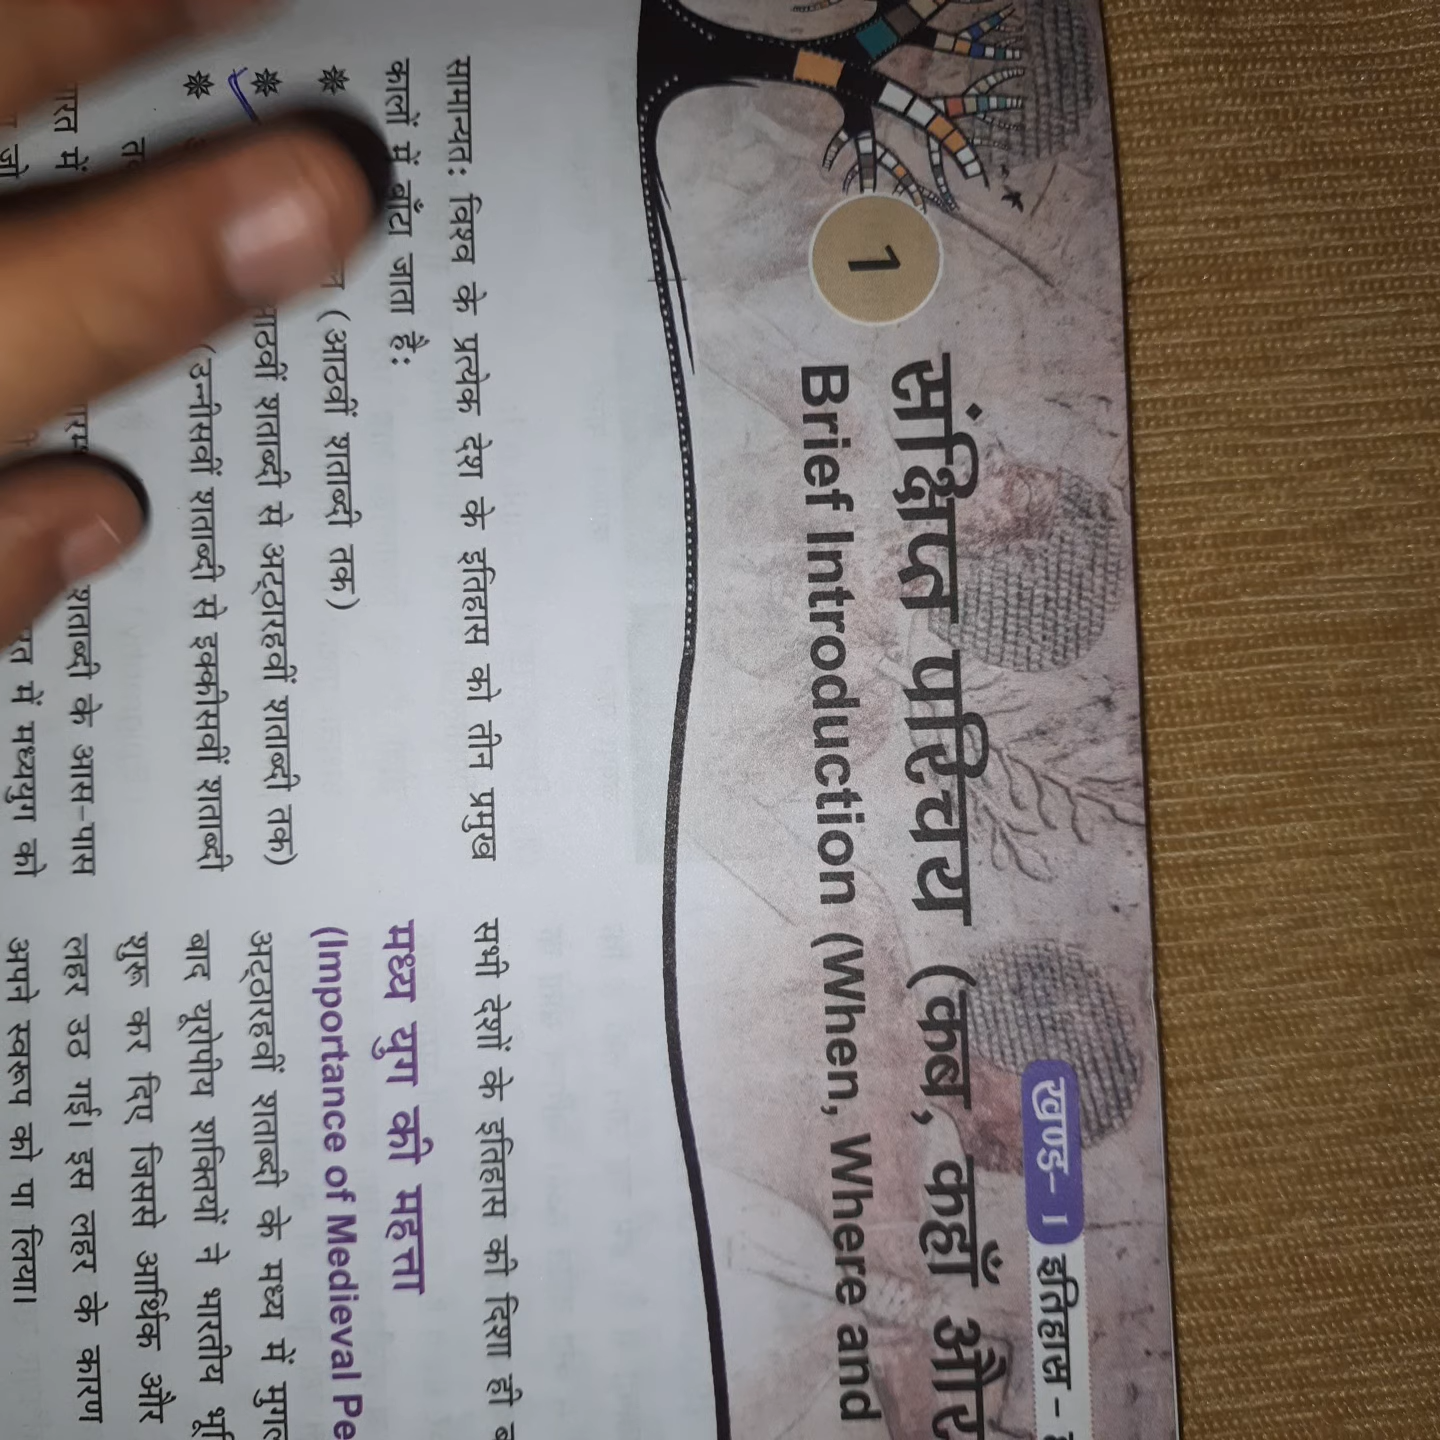 खण्ड- I इतिहास -
1
संक्षिप्त परिचय (कब, कहाँ और
Brief Introduction (When, Where and
सामान्यतः विश्व के प्रत्येक देश के इतिहास को तीन प्रमुख
कालों में बाँटा जाता है:
(आठवीं शताब्दी तक)
आठवीं शताब्दी से अट्ठारहवीं शताब्दी तक)
(उन्नीसवीं शताब्दी से इक्कीसवीं शताब्दी
में शताब्दी के आस-पास
जो में मध्ययुग को
सभी देशों के इतिहास की दिशा ही
मध्य युग की महत्ता
(Importance of Medieval
अट्ठारहवीं शताब्दी के मध्य में
बाद यूरोपीय शक्तियों ने भारतीय
शुरू कर दिए जिससे आर्थिक और
लहर उठ गई। इस लहर के कारण
अपने स्वरूप को पा लिया।